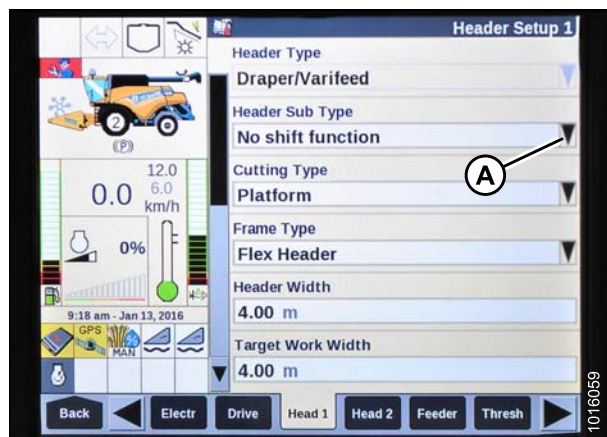 Header Setup 1
Header Type
Draper/Varifeed
Header Sub Type
No shift function
A
Cutting Type
Platform
Frame Type
Flex Header
Header Width
4.00 m
Target Work Width
4.00 m
2
(P)
12.0
0.0 6.0
km/h
0%
9:18 am - Jan 13, 2016
GPS
MAN
Back Electr Drive Head 1 Head 2 Feeder Thresh
1016059